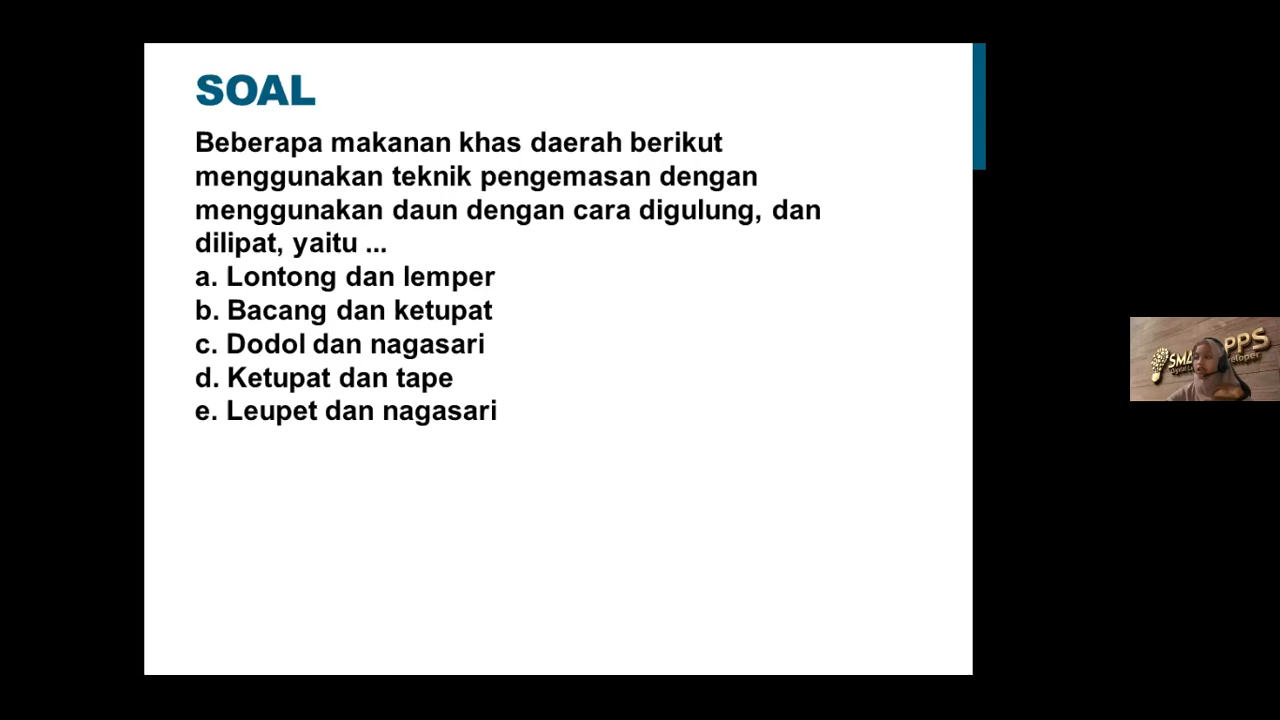 SOAL
Beberapa makanan khas daerah berikut
menggunakan teknik pengemasan dengan
menggunakan daun dengan cara digulung, dan
dilipat, yaitu ...
a. Lontong dan lemper
b. Bacang dan ketupat
c. Dodol dan nagasari
d. Ketupat dan tape
e. Leupet dan nagasari